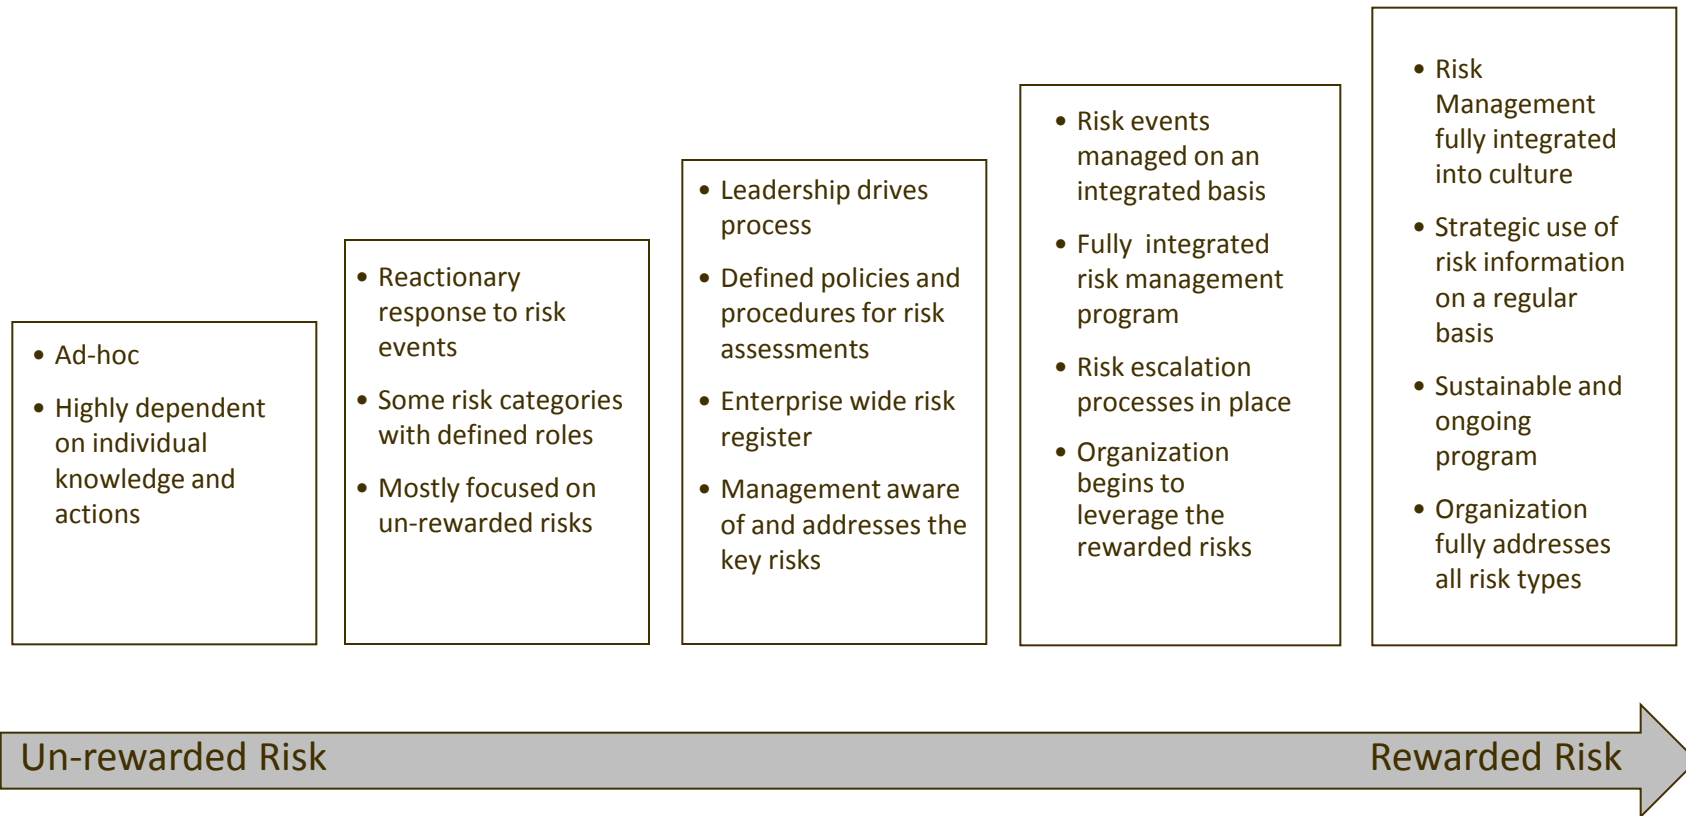 • Ad-hoc
• Highly dependent
on individual
knowledge and
actions
• Reactionary
response to risk
events
• Some risk categories
with defined roles
• Mostly focused on
un-rewarded risks
• Leadership drives
process
• Defined policies and
procedures for risk
assessments
• Enterprise wide risk
register
• Management aware
of and addresses the
key risks
• Risk events
managed on an
integrated basis
• Fully integrated
risk management
program
• Risk escalation
processes in place
• Organization
begins to
leverage the
rewarded risks
• Risk
Management
fully integrated
into culture
• Strategic use of
risk information
on a regular
basis
• Sustainable and
ongoing
program
• Organization
fully addresses
all risk types
Un-rewarded Risk
Rewarded Risk